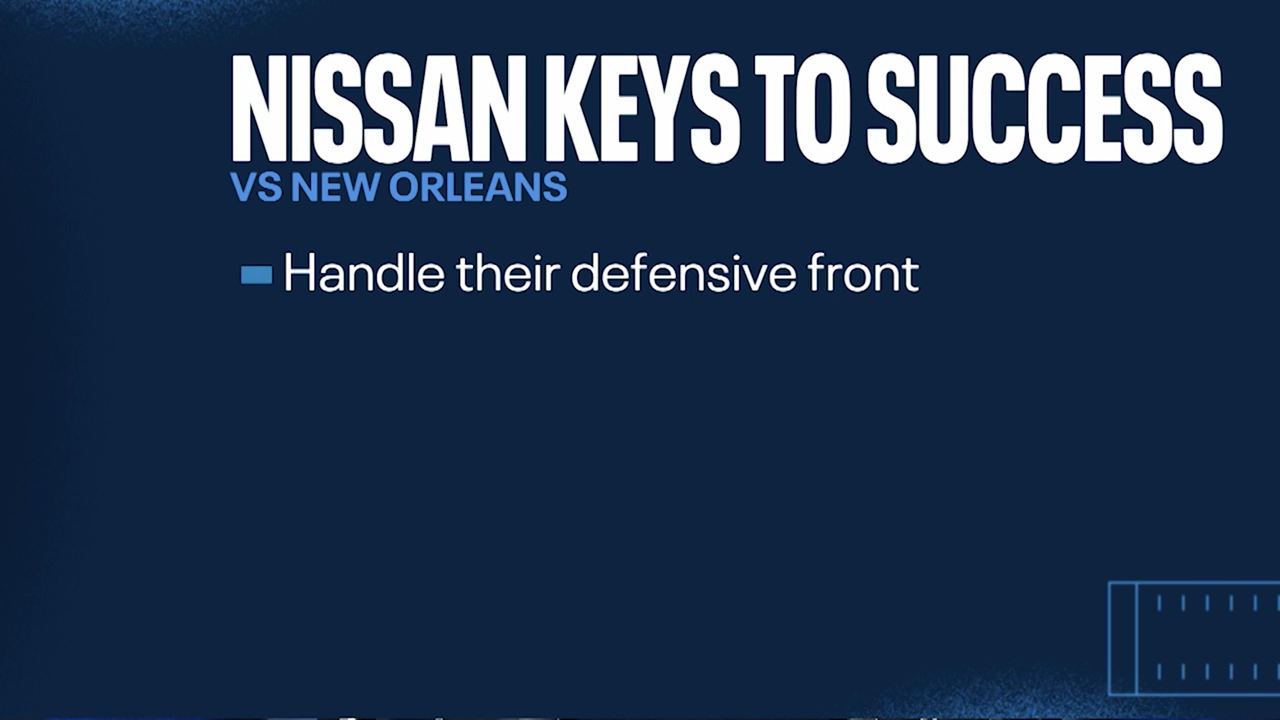 NISSAN KEYS TO SUCCESS
VS NEW ORLEANS
Handle their defensive front